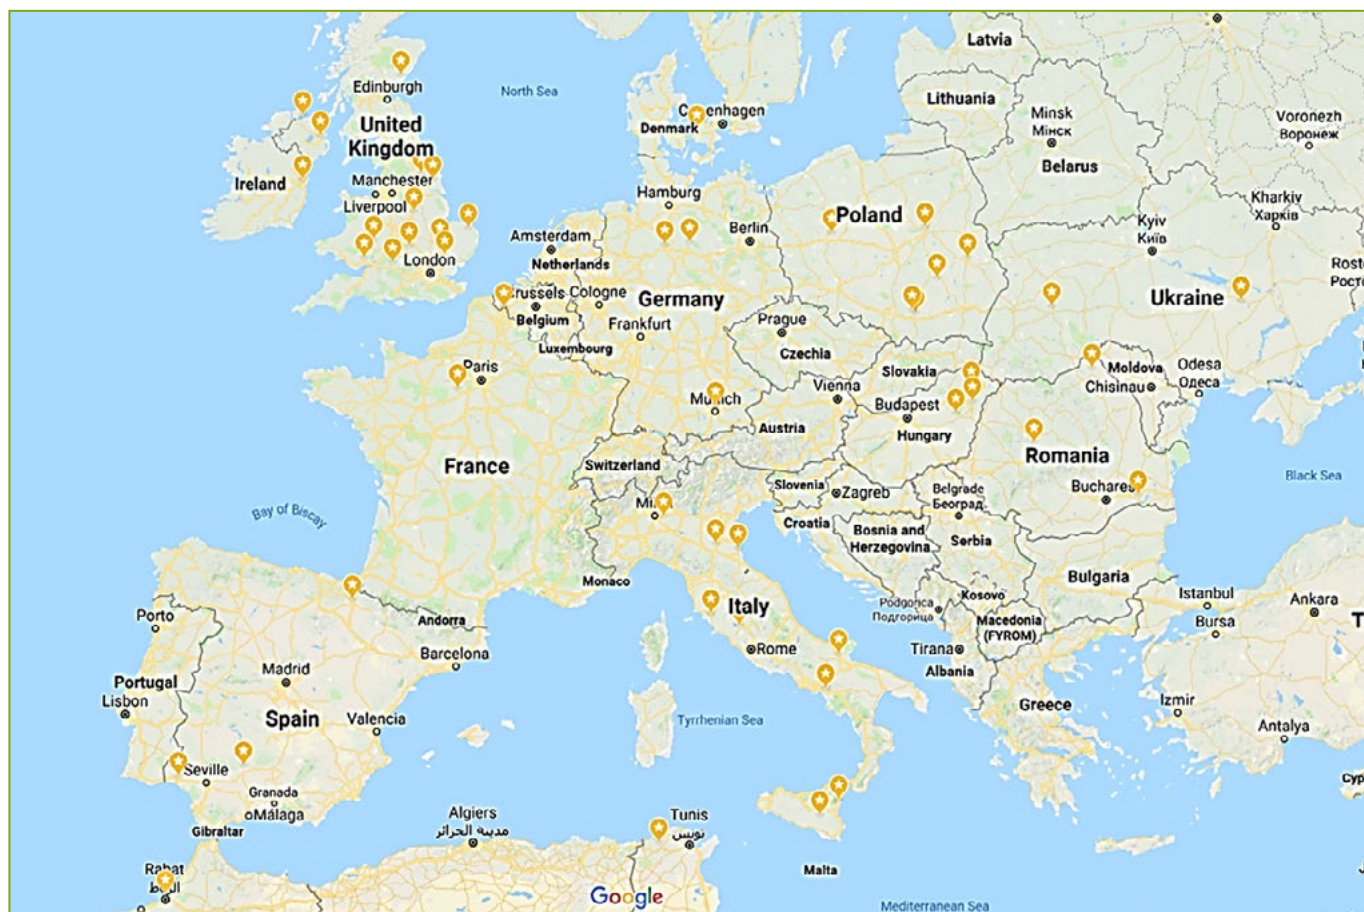 Latvia
Edinburgh
North Sea
Copenhagen
Denmark
Lithuania
Minsk
Мінск
Voronezh
Воронеж
United
Kingdom
Belarus
Ireland
Manchester
Liverpool
Hamburg
Poland
Kharkiv
Харків
Kyiv
Київ
Berlin
Amsterdam
Netherlands
London
Brussels
Cologne
Germany
Ukraine
Belgium
Frankfurt
Prague
Luxembourg
Czechia
Paris
Slovakia
Moldova
Odesa
Одеса
Chisinau
Vienna
Munich
Budapest
Austria
Hungary
France
Switzerland
Romania
Slovenia
Zagreb
Belgrade
Београд
Bucharest
Black Sea
Bay of Biscay
Croatia
Bosnia and
Herzegovina
Serbia
Monaco
Bulgaria
Kosovo
Istanbul
Ankara
Italy
Podgorica
Подгорица
Macedonia
(FYROM)
Bursa
Porto
Andorra
Barcelona
Rome
Tirana
Albania
Madrid
Portugal
Lisbon
Spain
Valencia
Tyrrhenian Sea
Greece
Izmir
Antalya
Seville
Granada
Málaga
Gibraltar
Algiers
مدينة الجزائر
Tunis
تونس
Rabat
الرباط
Malta
Google
Mediterranean Sea